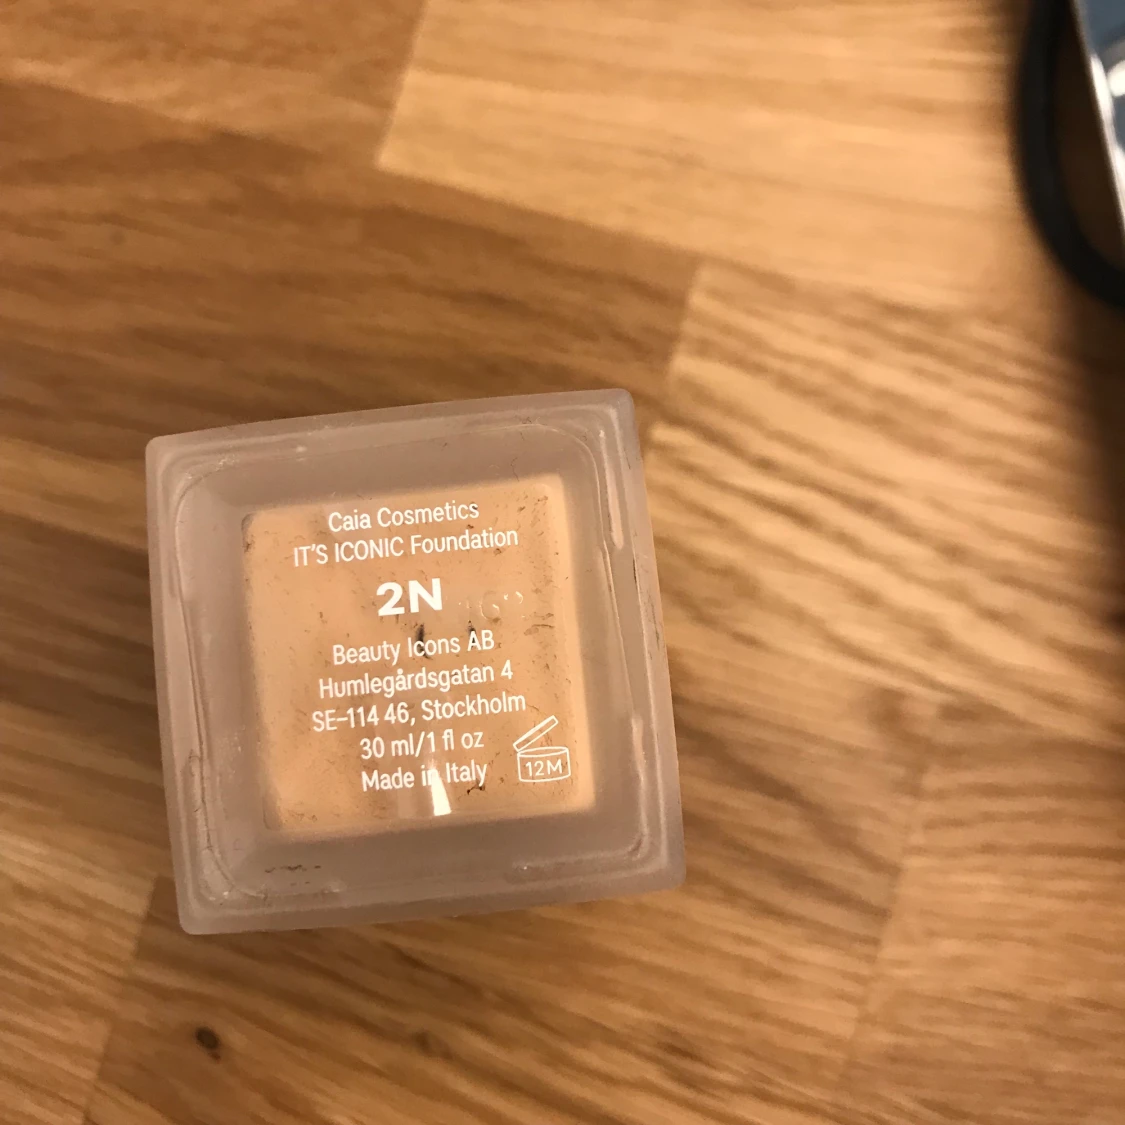 Caia Cosmetics
IT'S ICONIC Foundation
2N
Beauty Icons AB
Humlegårdsgatan 4
SE-114 46, Stockholm
30 ml/1 fl oz
Made in Italy
12M